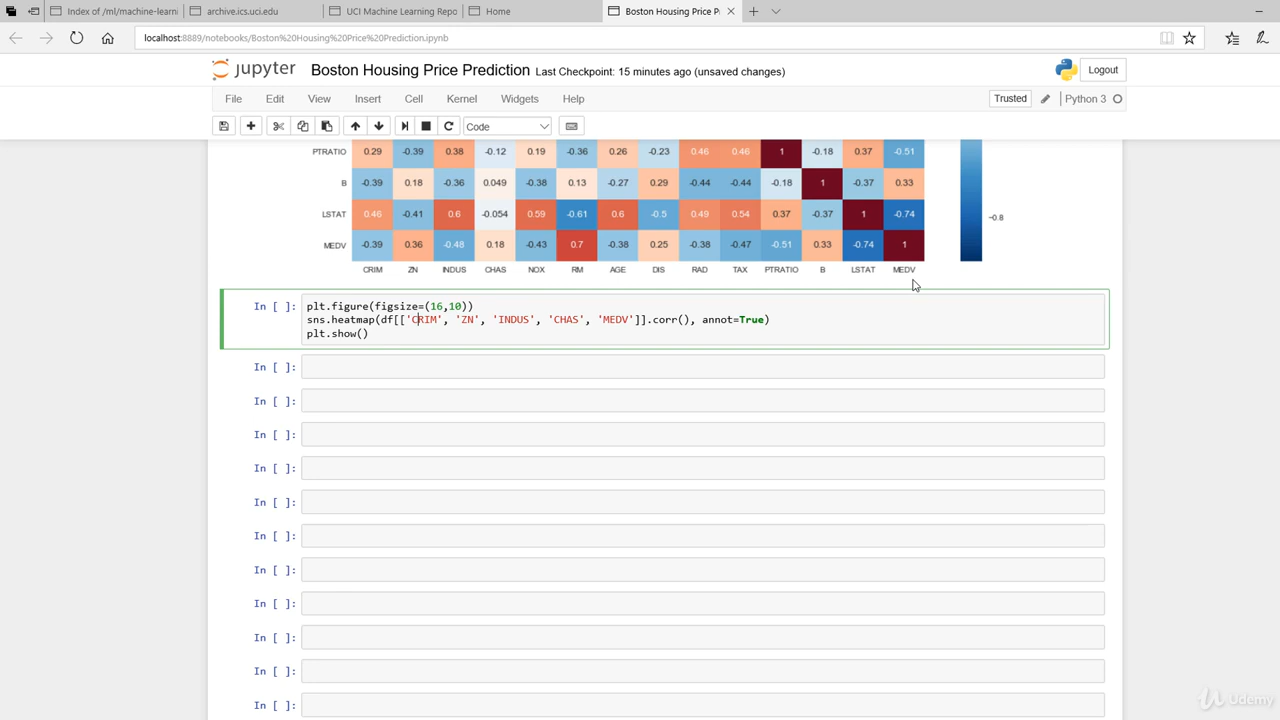 Index of /ml/machine-learni
archive.ics.uci.edu
UCI Machine Learning Repo
Home
Boston Housing Price P
localhost:8889/notebooks/Boston%20Housing%20Price%20Prediction.ipynb
jupyter Boston Housing Price Prediction Last Checkpoint: 15 minutes ago (unsaved changes) Logout
File Edit View Insert Cell Kernel Widgets Help Trusted Python 3
Code
PTRATIO 0.29 -0.39 0.38 -0.12 0.19 -0.36 0.26 -0.23 0.46 0.46 1 -0.18 0.37 -0.51
B -0.39 0.18 -0.36 0.049 -0.38 0.13 -0.27 0.29 -0.44 -0.44 -0.18 1 -0.37 0.33
LSTAT 0.46 -0.41 0.6 -0.054 0.59 -0.61 0.6 -0.5 0.49 0.54 0.37 -0.37 1 -0.74
−0.8
MEDV -0.39 0.36 -0.48 0.18 -0.43 0.7 -0.38 0.25 -0.38 -0.47 -0.51 0.33 -0.74 1
CRIM ZN INDUS CHAS NOX RM AGE DIS RAD TAX PTRATIO B LSTAT MEDV
In [ ]: plt.figure(figsize=(16,10))
sns.heatmap(df[['CRIM', 'ZN', 'INDUS', 'CHAS', 'MEDV']].corr(), annot=True)
plt.show()
In [ ]:
In [ ]:
In [ ]:
In [ ]:
In [ ]:
In [ ]:
In [ ]:
In [ ]:
In [ ]:
In [ ]:
In [ ]:
Udemy